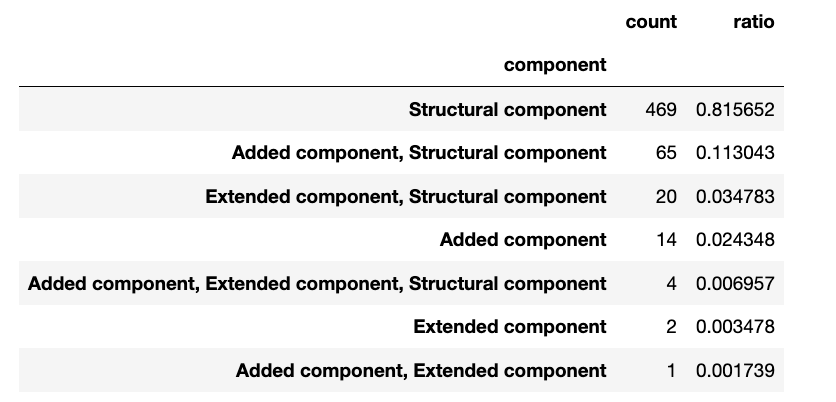 count ratio
component
Structural component 469 0.815652
Added component, Structural component 65 0.113043
Extended component, Structural component 20 0.034783
Added component 14 0.024348
Added component, Extended component, Structural component 4 0.006957
Extended component 2 0.003478
Added component, Extended component 1 0.001739